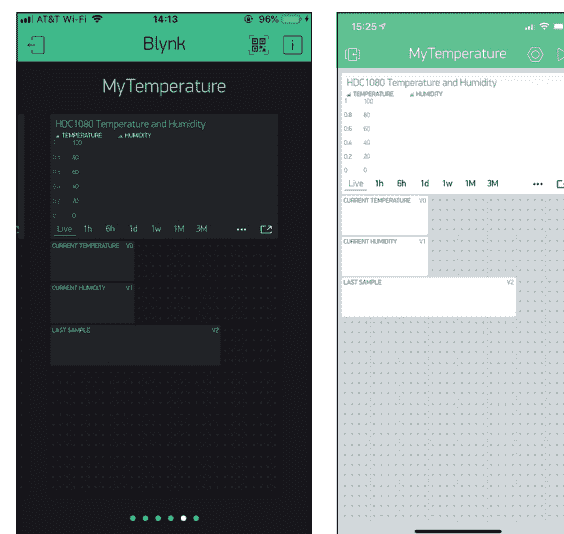 AT&T Wi-Fi 14:13 96%
Blynk
MyTemperature
HDC1080 Temperature and Humidity
TEMPERATURE HUMIDITY
100
80
60
40
20
0
Live 1h 6h 1d 1w 1M 3M
CURRENT TEMPERATURE V0
CURRENT HUMIDITY V1
LAST SAMPLE V2
15:25
MyTemperature
HDC1080 Temperature and Humidity
TEMPERATURE HUMIDITY
1 100
0.8 80
0.6 60
0.4 40
0.2 20
0 0
Live 1h 6h 1d 1w 1M 3M
CURRENT TEMPERATURE V0
CURRENT HUMIDITY V1
LAST SAMPLE V2